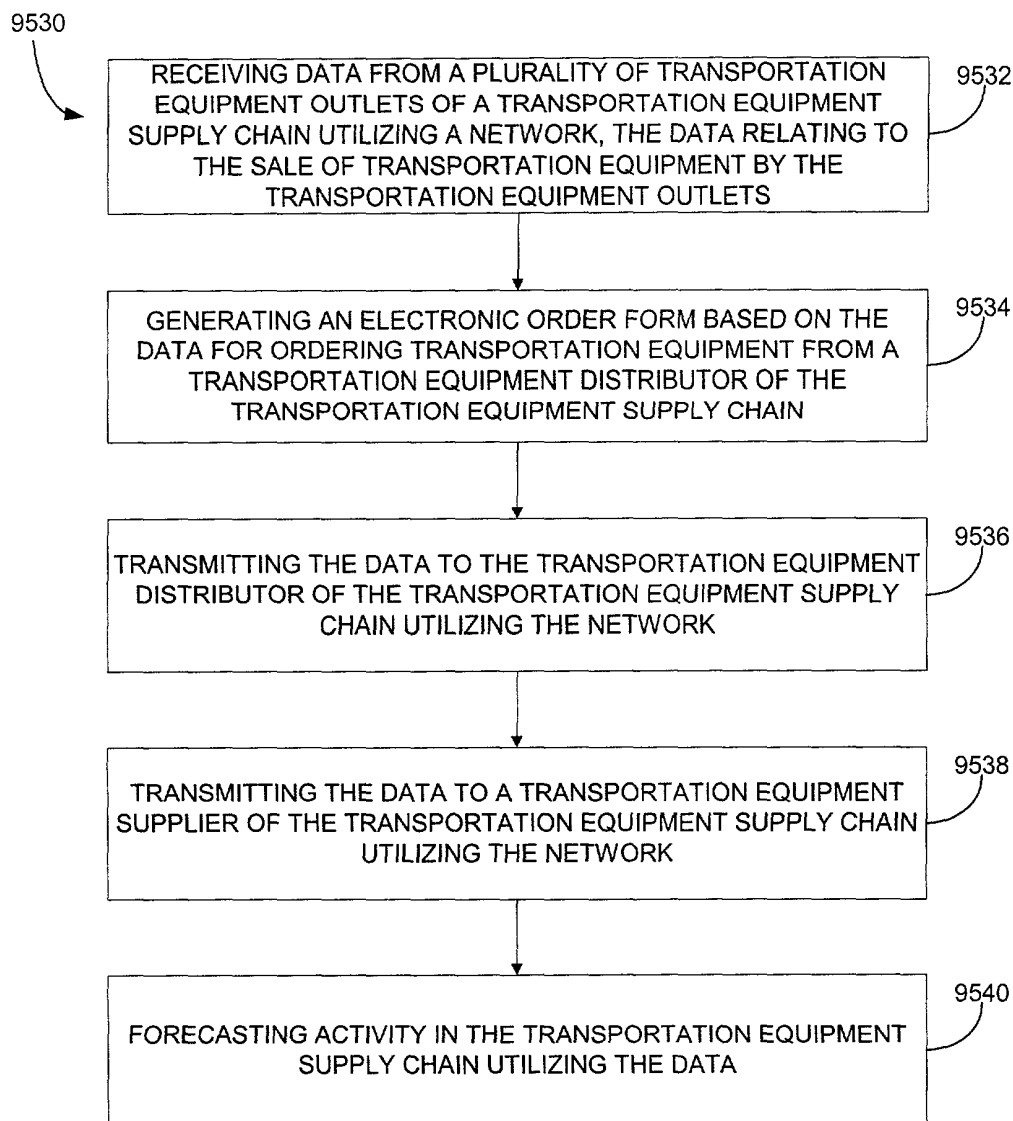 9530
RECEIVING DATA FROM A PLURALITY OF TRANSPORTATION
EQUIPMENT OUTLETS OF A TRANSPORTATION EQUIPMENT
SUPPLY CHAIN UTILIZING A NETWORK, THE DATA RELATING TO
THE SALE OF TRANSPORTATION EQUIPMENT BY THE
TRANSPORTATION EQUIPMENT OUTLETS
9532
GENERATING AN ELECTRONIC ORDER FORM BASED ON THE
DATA FOR ORDERING TRANSPORTATION EQUIPMENT FROM A
TRANSPORTATION EQUIPMENT DISTRIBUTOR OF THE
TRANSPORTATION EQUIPMENT SUPPLY CHAIN
9534
TRANSMITTING THE DATA TO THE TRANSPORTATION EQUIPMENT
DISTRIBUTOR OF THE TRANSPORTATION EQUIPMENT SUPPLY
CHAIN UTILIZING THE NETWORK
9536
TRANSMITTING THE DATA TO A TRANSPORTATION EQUIPMENT
SUPPLIER OF THE TRANSPORTATION EQUIPMENT SUPPLY CHAIN
UTILIZING THE NETWORK
9538
FORECASTING ACTIVITY IN THE TRANSPORTATION EQUIPMENT
SUPPLY CHAIN UTILIZING THE DATA
9540